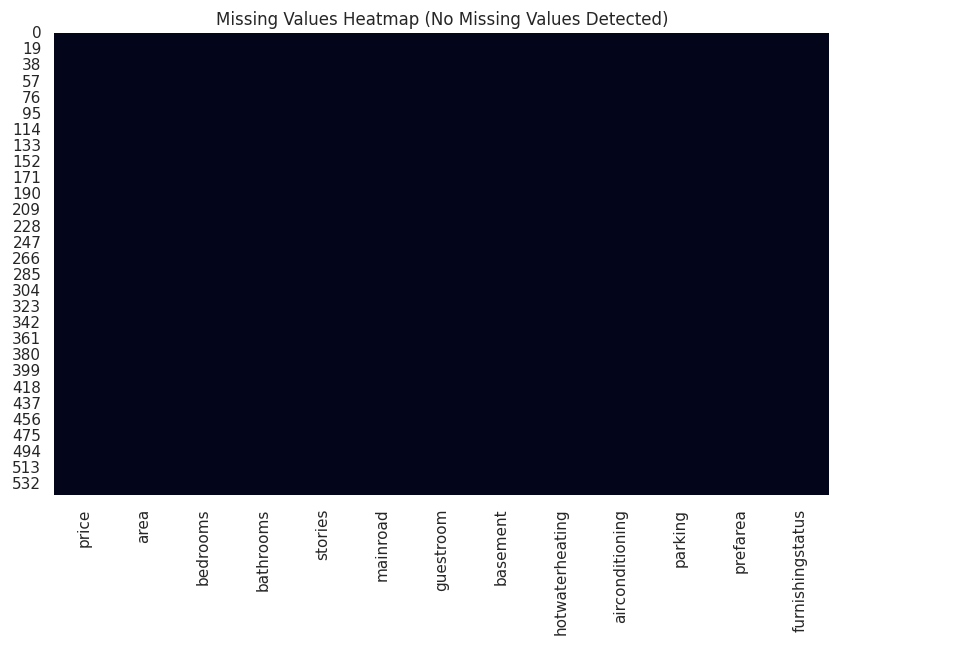 Missing Values Heatmap (No Missing Values Detected)
0
19
38
57
76
95
114
133
152
171
190
209
228
247
266
285
304
323
342
361
380
399
418
437
456
475
494
513
532
price
area
bedrooms
bathrooms
stories
mainroad
guestroom
basement
hotwaterheating
airconditioning
parking
prefarea
furnishingstatus